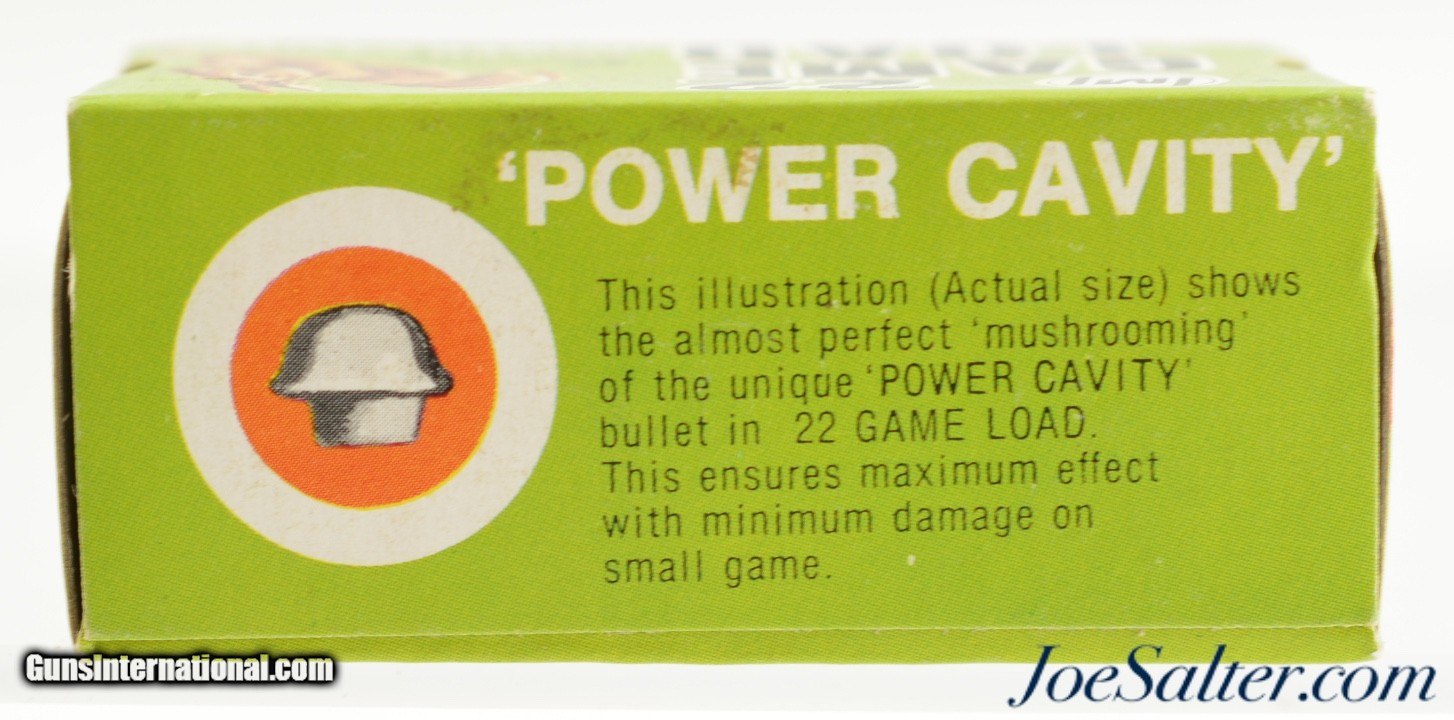 'POWER CAVITY'
This illustration (Actual size) shows
the almost perfect 'mushrooming'
of the unique 'POWER CAVITY'
bullet in 22 GAME LOAD.
This ensures maximum effect
with minimum damage on
small game.
GunsInternational.com
JoeSalter.com